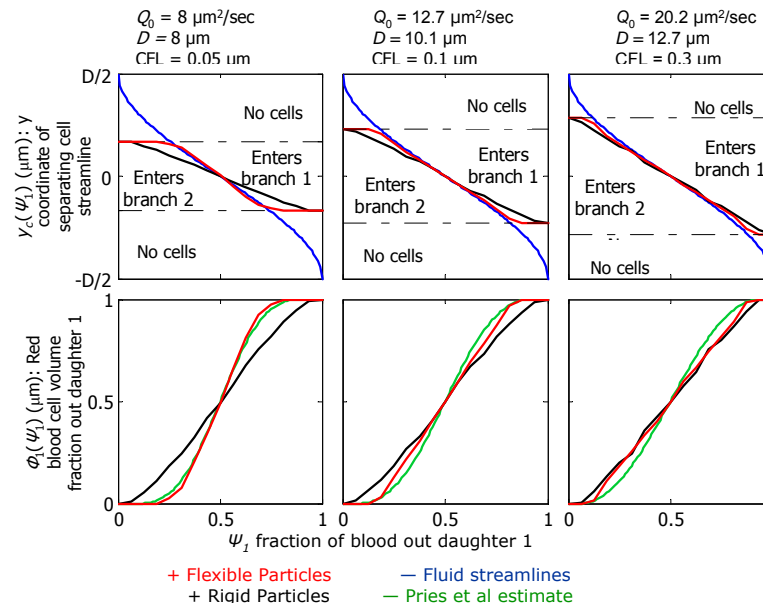 Q₀ = 8 µm²/sec
D = 8 µm
CFL = 0.05 µm
Q₀ = 12.7 µm²/sec
D = 10.1 µm
CFL = 0.1 µm
Q₀ = 20.2 µm²/sec
D = 12.7 µm
CFL = 0.3 µm
y_c(Ψ₁) (µm): y
coordinate of
separating cell
streamline
D/2
0
-D/2
No cells
Enters
branch 1
Enters
branch 2
No cells
No cells
Enters
branch 1
Enters
branch 2
No cells
No cells
Enters
branch 1
Enters
branch 2
No cells
Φ₁(Ψ₁) (µm): Red
blood cell volume
fraction out daughter 1
1
0.5
0
0 0.5 1
0 0.5 1
0.5
Ψ₁ fraction of blood out daughter 1
+ Flexible Particles
— Fluid streamlines
+ Rigid Particles
— Pries et al estimate